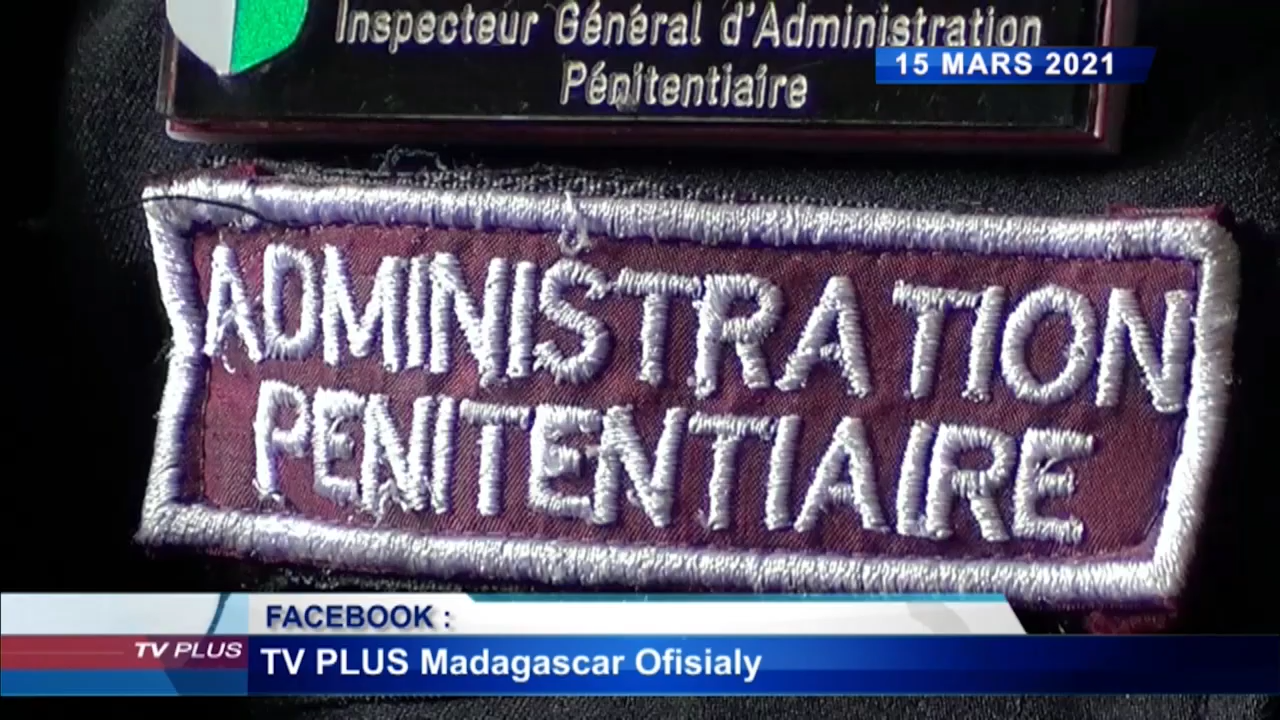 Inspecteur Général d'Administration
Pénitentiaire
15 MARS 2021
ADMINISTRATION
PENITENTIAIRE
FACEBOOK :
TV PLUS
TV PLUS Madagascar Ofisialy